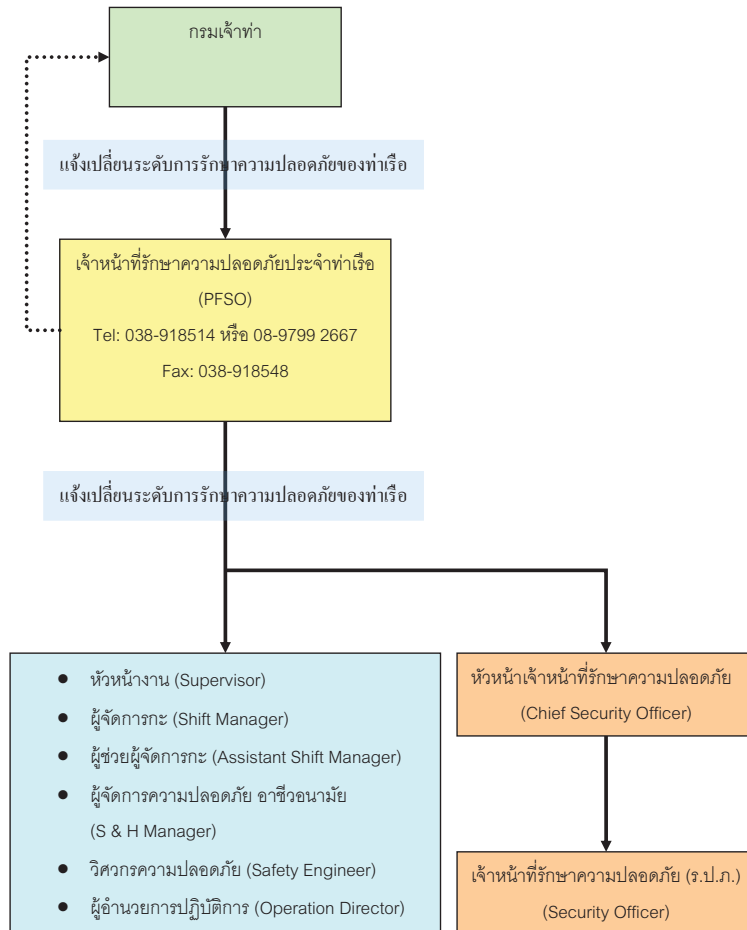 กรมเจ้าท่า
แจ้งเปลี่ยนระดับการรักษาความปลอดภัยของท่าเรือ
เจ้าหน้าที่รักษาความปลอดภัยประจำท่าเรือ
(PFSO)
Tel: 038-918514 หรือ 08-9799 2667
Fax: 038-918548
แจ้งเปลี่ยนระดับการรักษาความปลอดภัยของท่าเรือ
• หัวหน้างาน (Supervisor)
• ผู้จัดการกะ (Shift Manager)
• ผู้ช่วยผู้จัดการกะ (Assistant Shift Manager)
• ผู้จัดการความปลอดภัย อาชีวอนามัย
(S & H Manager)
• วิศวกรความปลอดภัย (Safety Engineer)
• ผู้อำนวยการปฏิบัติการ (Operation Director)
หัวหน้าเจ้าหน้าที่รักษาความปลอดภัย
(Chief Security Officer)
เจ้าหน้าที่รักษาความปลอดภัย (ร.ป.ภ.)
(Security Officer)